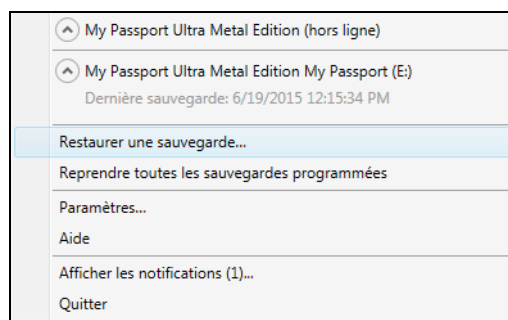 My Passport Ultra Metal Edition (hors ligne)
My Passport Ultra Metal Edition My Passport (E:)
Dernière sauvegarde: 6/19/2015 12:15:34 PM
Restaurer une sauvegarde...
Reprendre toutes les sauvegardes programmées
Paramètres...
Aide
Afficher les notifications (1)...
Quitter